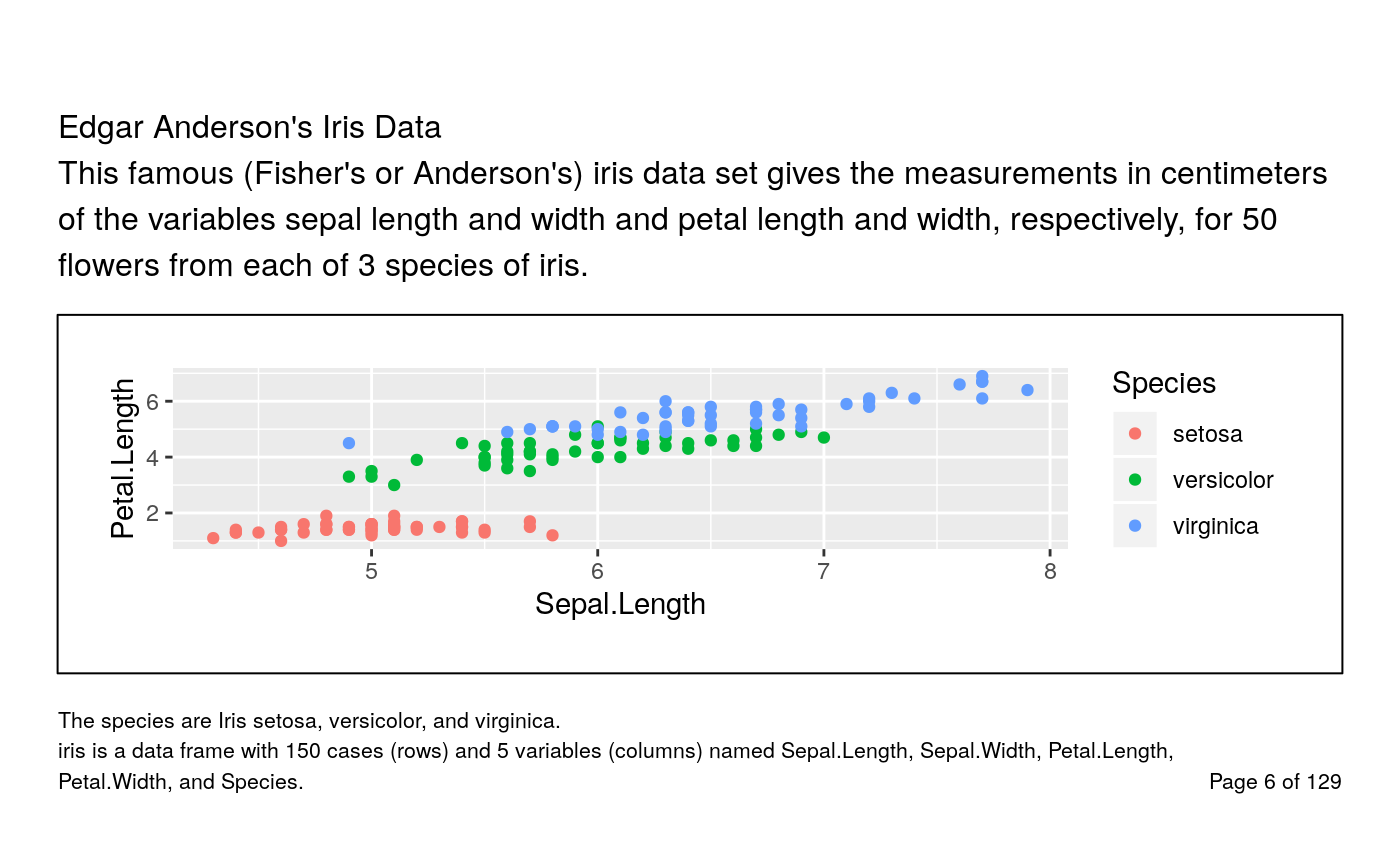 Edgar Anderson's Iris Data
This famous (Fisher's or Anderson's) iris data set gives the measurements in centimeters
of the variables sepal length and width and petal length and width, respectively, for 50
flowers from each of 3 species of iris.
Petal.Length
6
4
2
5
6
7
8
Sepal.Length
Species
setosa
versicolor
virginica
The species are Iris setosa, versicolor, and virginica.
iris is a data frame with 150 cases (rows) and 5 variables (columns) named Sepal.Length, Sepal.Width, Petal.Length,
Petal.Width, and Species.
Page 6 of 129